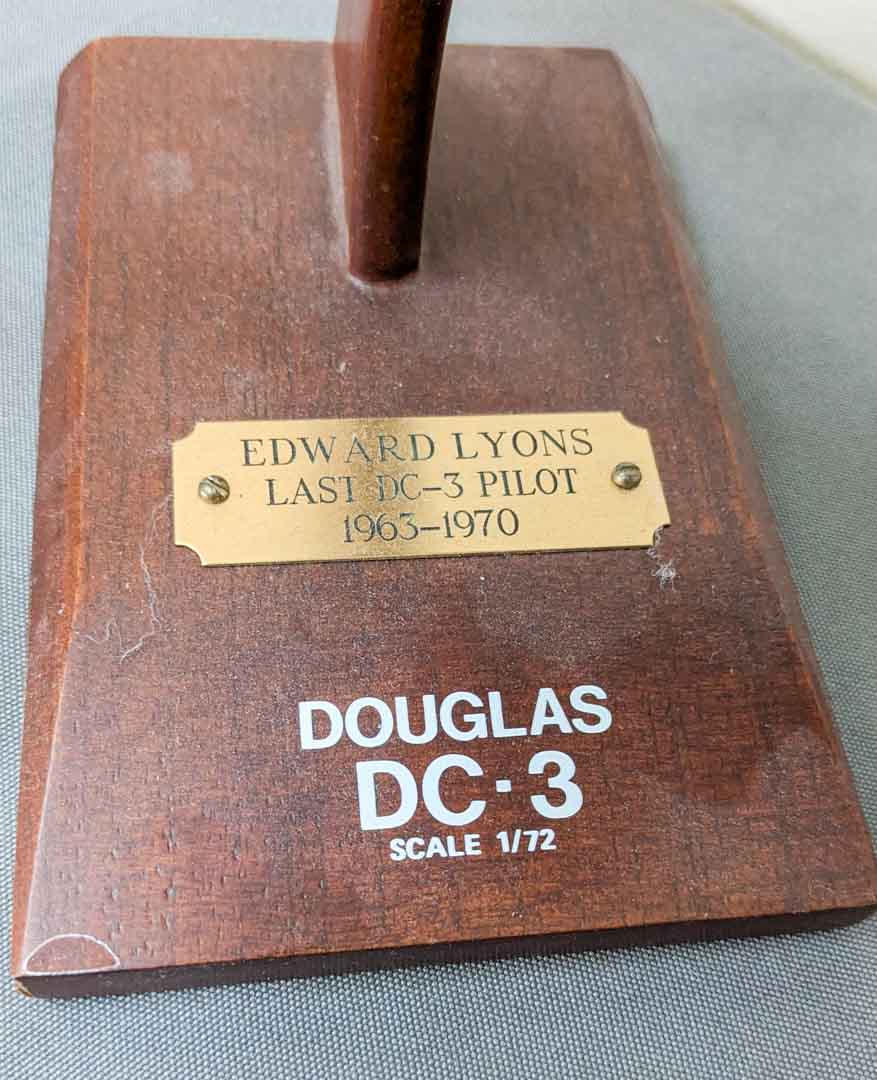 EDWARD LYONS
LAST DC-3 PILOT
1963-1970
DOUGLAS
DC·3
SCALE 1/72